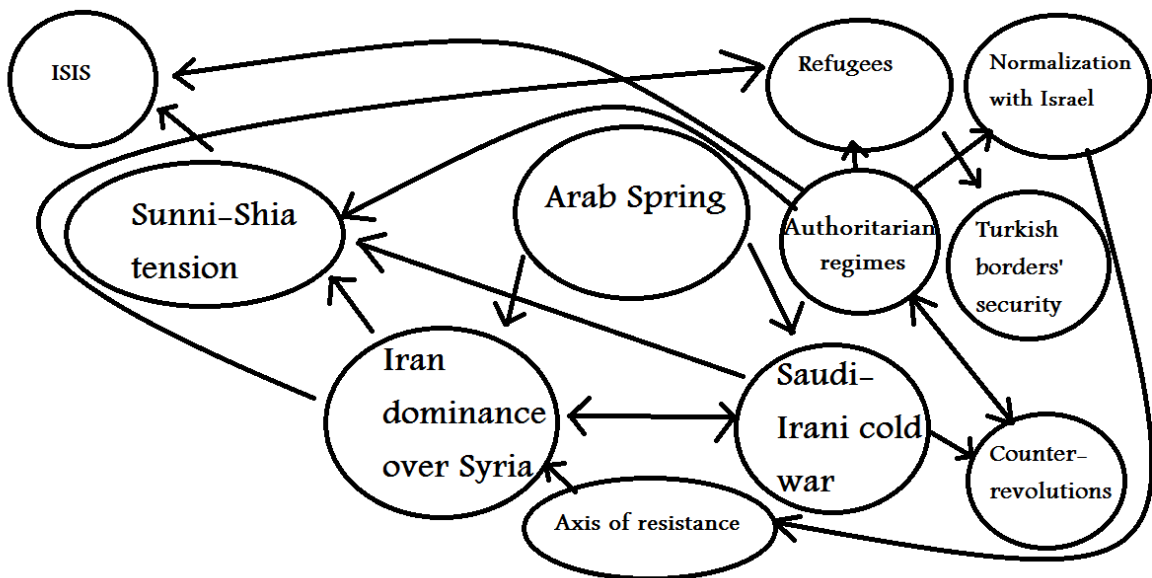 ISIS
Refugees
Normalization
with Israel
Sunni-Shia
tension
Arab Spring
Authoritarian
regimes
Turkish
borders'
security
Iran
dominance
over Syria
Saudi-
Irani cold
war
Counter-
revolutions
Axis of resistance